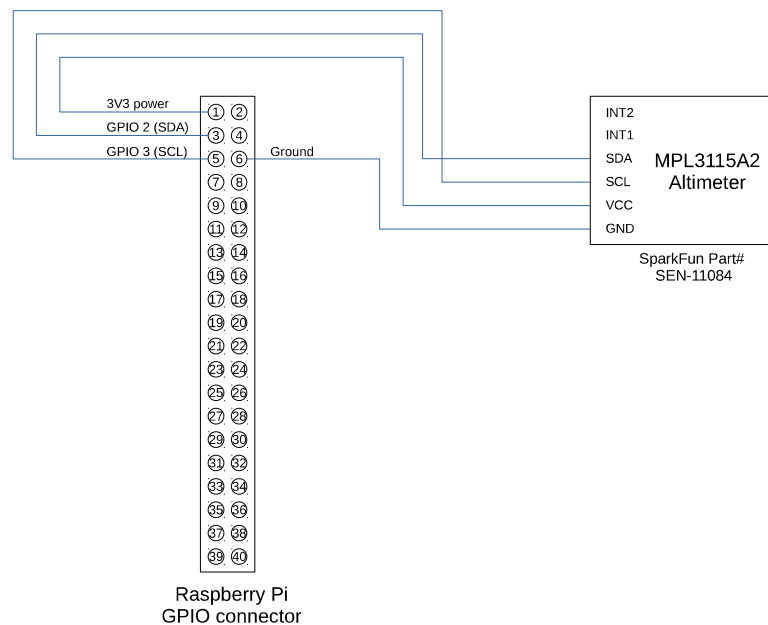 3V3 power
GPIO 2 (SDA)
GPIO 3 (SCL)
Ground
1 2
3 4
5 6
7 8
9 10
11 12
13 14
15 16
17 18
19 20
21 22
23 24
25 26
27 28
29 30
31 32
33 34
35 36
37 38
39 40
Raspberry Pi
GPIO connector
INT2
INT1
SDA
SCL
VCC
GND
MPL3115A2
Altimeter
SparkFun Part#
SEN-11084